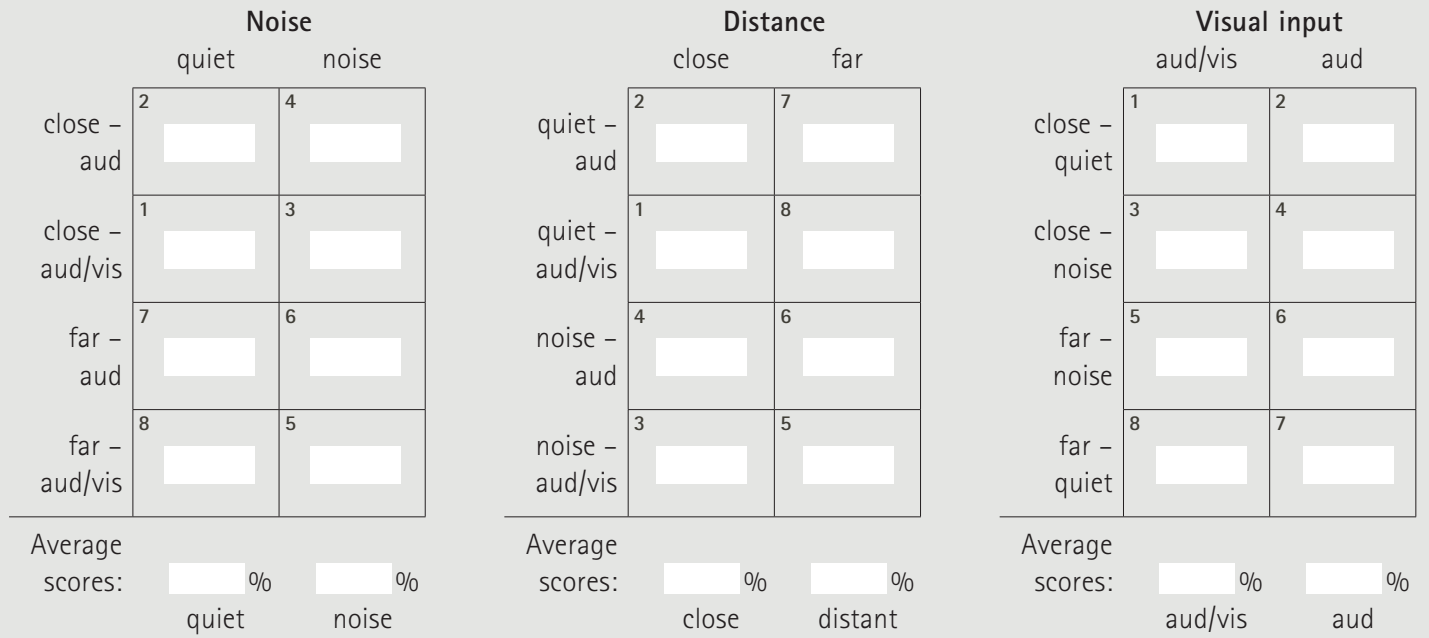 Noise
quiet noise
close –
aud
2 4
close –
aud/vis
1 3
far –
aud
7 6
far –
aud/vis
8 5
Average
scores: % %
quiet noise
Distance
close far
quiet –
aud
2 7
quiet –
aud/vis
1 8
noise –
aud
4 6
noise –
aud/vis
3 5
Average
scores: % %
close distant
Visual input
aud/vis aud
close –
quiet
1 2
close –
noise
3 4
far –
noise
5 6
far –
quiet
8 7
Average
scores: % %
aud/vis aud